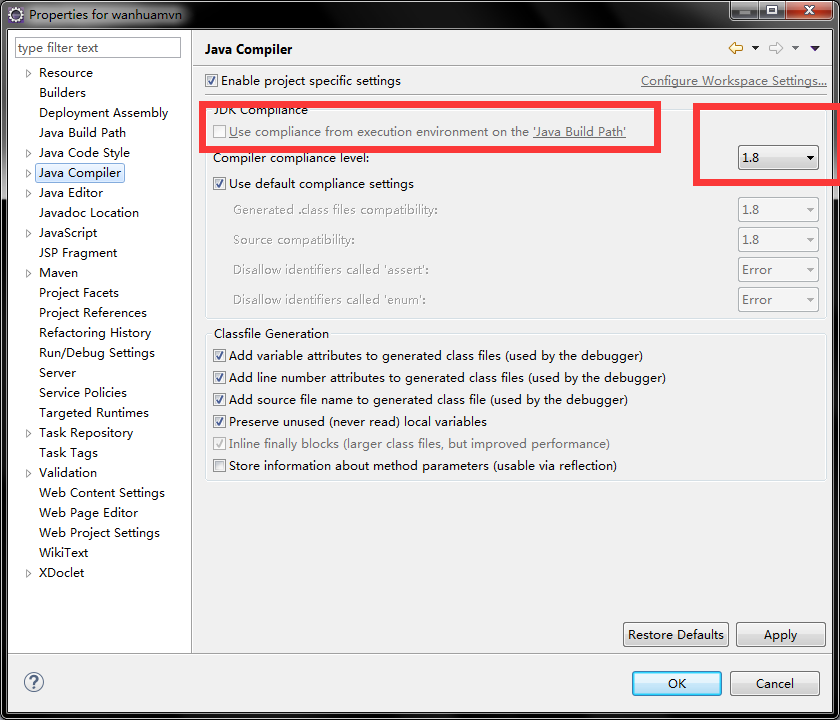 Properties for wanhuamvn
type filter text
Resource
Builders
Deployment Assembly
Java Build Path
Java Code Style
Java Compiler
Java Editor
Javadoc Location
JavaScript
JSP Fragment
Maven
Project Facets
Project References
Refactoring History
Run/Debug Settings
Server
Service Policies
Targeted Runtimes
Task Repository
Task Tags
Validation
Web Content Settings
Web Page Editor
Web Project Settings
WikiText
XDoclet
Java Compiler
Enable project specific settings Configure Workspace Settings...
JDK Compliance
Use compliance from execution environment on the 'Java Build Path'
Compiler compliance level: 1.8
Use default compliance settings
Generated .class files compatibility: 1.8
Source compatibility: 1.8
Disallow identifiers called 'assert': Error
Disallow identifiers called 'enum': Error
Classfile Generation
Add variable attributes to generated class files (used by the debugger)
Add line number attributes to generated class files (used by the debugger)
Add source file name to generated class file (used by the debugger)
Preserve unused (never read) local variables
Inline finally blocks (larger class files, but improved performance)
Store information about method parameters (usable via reflection)
Restore Defaults Apply
? OK Cancel